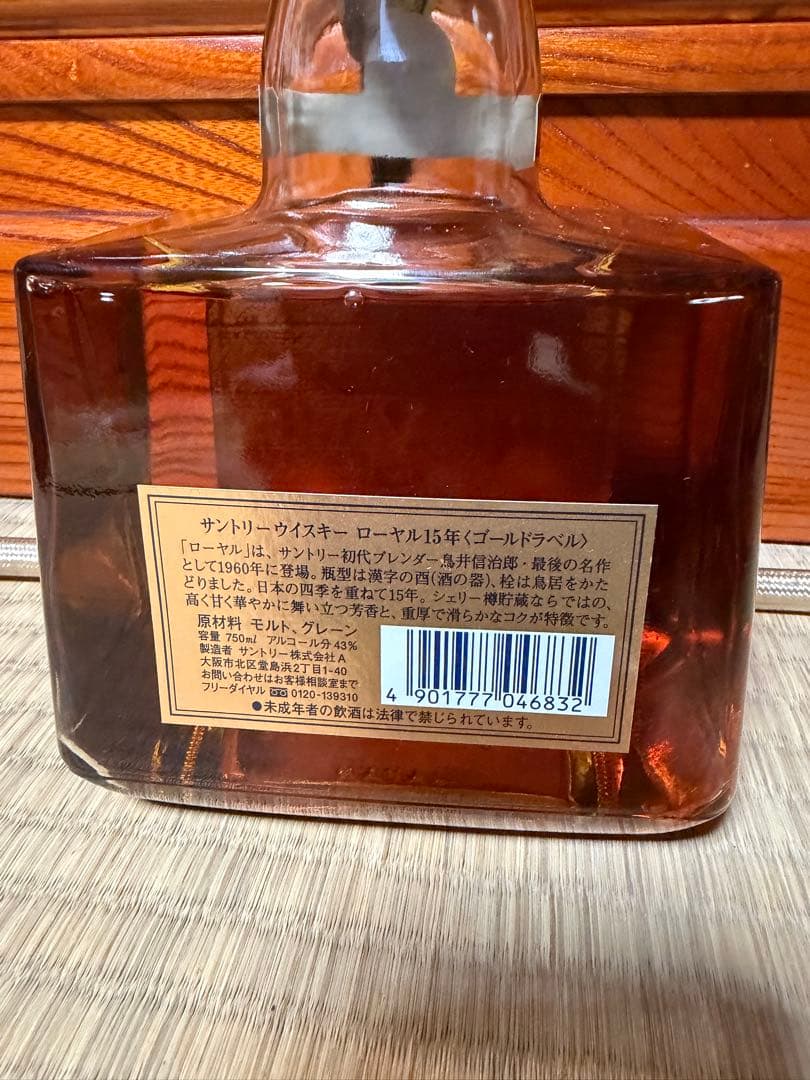 サントリーウイスキー ローヤル15年〈ゴールドラベル〉
「ローヤル」は、サントリー初代ブレンダー鳥井信治郎・最後の名作
として1960年に登場。瓶型は漢字の酉(酒の器)、栓は鳥居をかた
どりました。日本の四季を重ねて15年。シェリー樽貯蔵ならではの、
高く甘く華やかに舞い立つ芳香と、重厚で滑らかなコクが特徴です。
原材料 モルト、グレーン
容量 750ml アルコール分 43%
製造者 サントリー株式会社A
大阪市北区堂島浜2丁目1-40
お問い合わせはお客様相談室まで
フリーダイヤル 0120-139310
4 901777 046832
●未成年者の飲酒は法律で禁じられています。